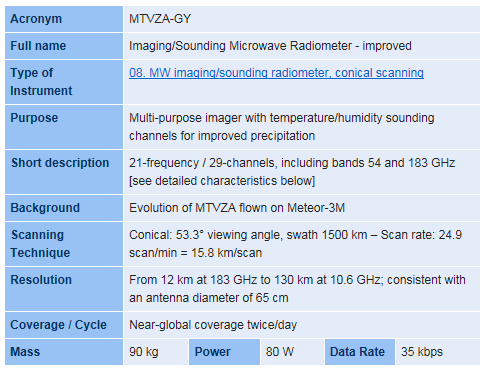 Acronym MTVZA-GY
Full name Imaging/Sounding Microwave Radiometer - improved
Type of 08. MW imaging/sounding radiometer, conical scanning
Instrument
Purpose Multi-purpose imager with temperature/humidity sounding
channels for improved precipitation
Short description 21-frequency / 29-channels, including bands 54 and 183 GHz
[see detailed characteristics below]
Background Evolution of MTVZA flown on Meteor-3M
Scanning Conical: 53.3° viewing angle, swath 1500 km – Scan rate: 24.9
Technique scan/min = 15.8 km/scan
Resolution From 12 km at 183 GHz to 130 km at 10.6 GHz; consistent with
an antenna diameter of 65 cm
Coverage / Cycle Near-global coverage twice/day
Mass 90 kg Power 80 W Data Rate 35 kbps